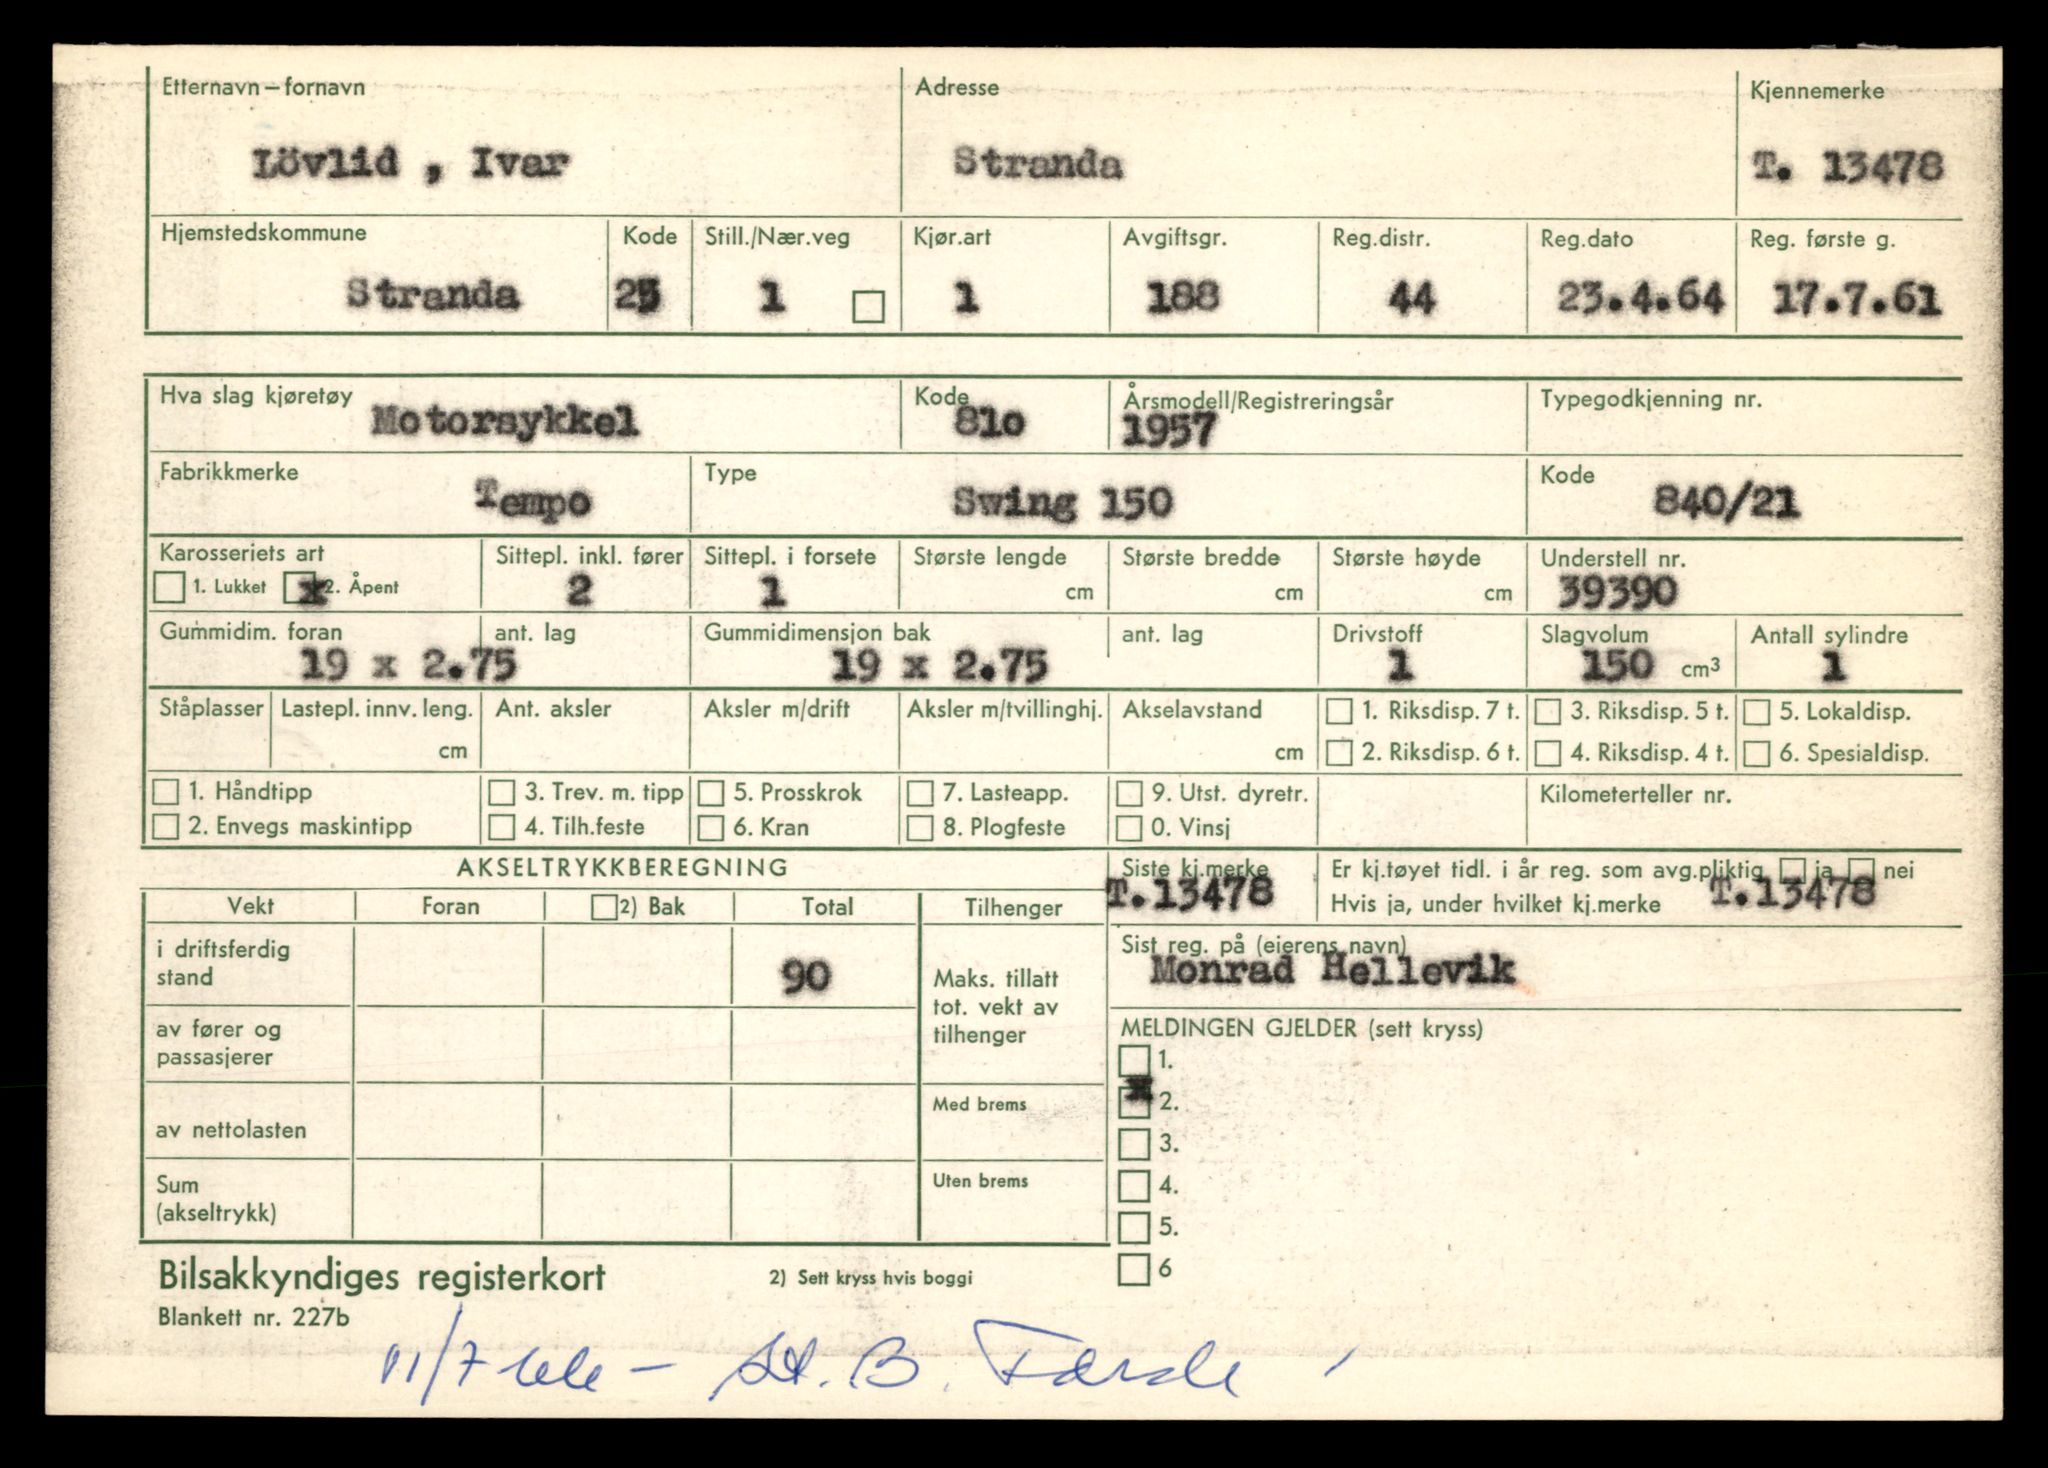 Etternavn – fornavn Adresse Kjennemerke
Lövlid , Ivar Stranda T. 13478
Hjemstedskommune Kode Still./Nær.veg Kjør.art Avgiftsgr. Reg.distr. Reg.dato Reg. første g.
Stranda 25 1 1 188 44 23.4.64 17.7.61
Hva slag kjøretøy Kode Årsmodell/Registreringsår Typegodkjenning nr.
Motorsykkel 810 1957
Fabrikkmerke Type Kode
Tempo Swing 150 840/21
Karosseriets art Sittepl. inkl. fører Sittepl. i forsete Største lengde Største bredde Største høyde Understell nr.
1. Lukket x 2. Åpent 2 1 cm cm cm 39390
Gummidim. foran ant. lag Gummidimensjon bak ant. lag Drivstoff Slagvolum Antall sylindre
19 x 2.75 19 x 2.75 1 150 cm3 1
Ståplasser Lastepl. innv. leng. Ant. aksler Aksler m/drift Aksler m/tvillinghj. Akselavstand 1. Riksdisp. 7 t. 3. Riksdisp. 5 t. 5. Lokaldisp.
cm cm 2. Riksdisp. 6 t. 4. Riksdisp. 4 t. 6. Spesialdisp.
1. Håndtipp 3. Trev. m. tipp 5. Prosskrok 7. Lasteapp. 9. Utst. dyretr. Kilometerteller nr.
2. Envegs maskintipp 4. Tilh.feste 6. Kran 8. Plogfeste 0. Vinsj
AKSELTRYKKBEREGNING Siste kj.merke Er kj.tøyet tidl. i år reg. som avg.pliktig ja nei
T.13478 Hvis ja, under hvilket kj.merke T.13478
Vekt Foran 2) Bak Total Tilhenger
i driftsferdig
stand 90
Sist reg. på (eierens navn)
Monrad Hellevik
Maks. tillatt
tot. vekt av
tilhenger
av fører og
passasjerer
MELDINGEN GJELDER (sett kryss)
1.
x 2.
3.
4.
5.
6
av nettolasten Med brems
Sum
(akseltrykk) Uten brems
Bilsakkyndiges registerkort 2) Sett kryss hvis boggi
Blankett nr. 227b
11/7 66 – St. B. Førde